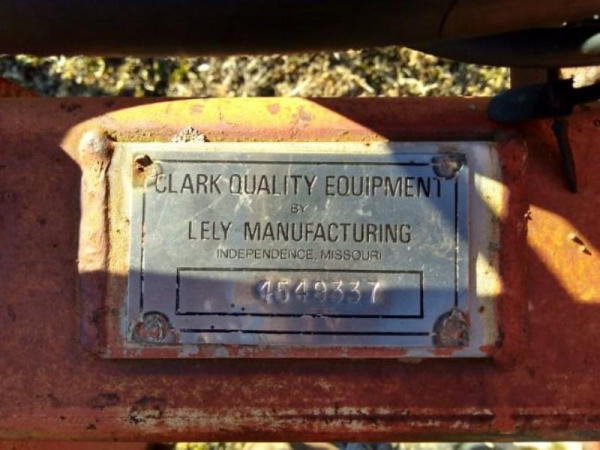 CLARK QUALITY EQUIPMENT
BY
LELY MANUFACTURING
INDEPENDENCE, MISSOURI
4549337